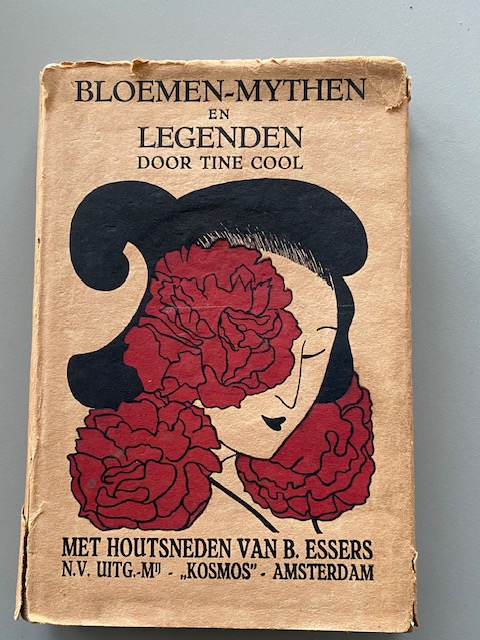 BLOEMEN-MYTHEN
EN
LEGENDEN
DOOR TINE COOL
MET HOUTSNEDEN VAN B. ESSERS
N.V. UITG.-Mĳ - „KOSMOS" - AMSTERDAM